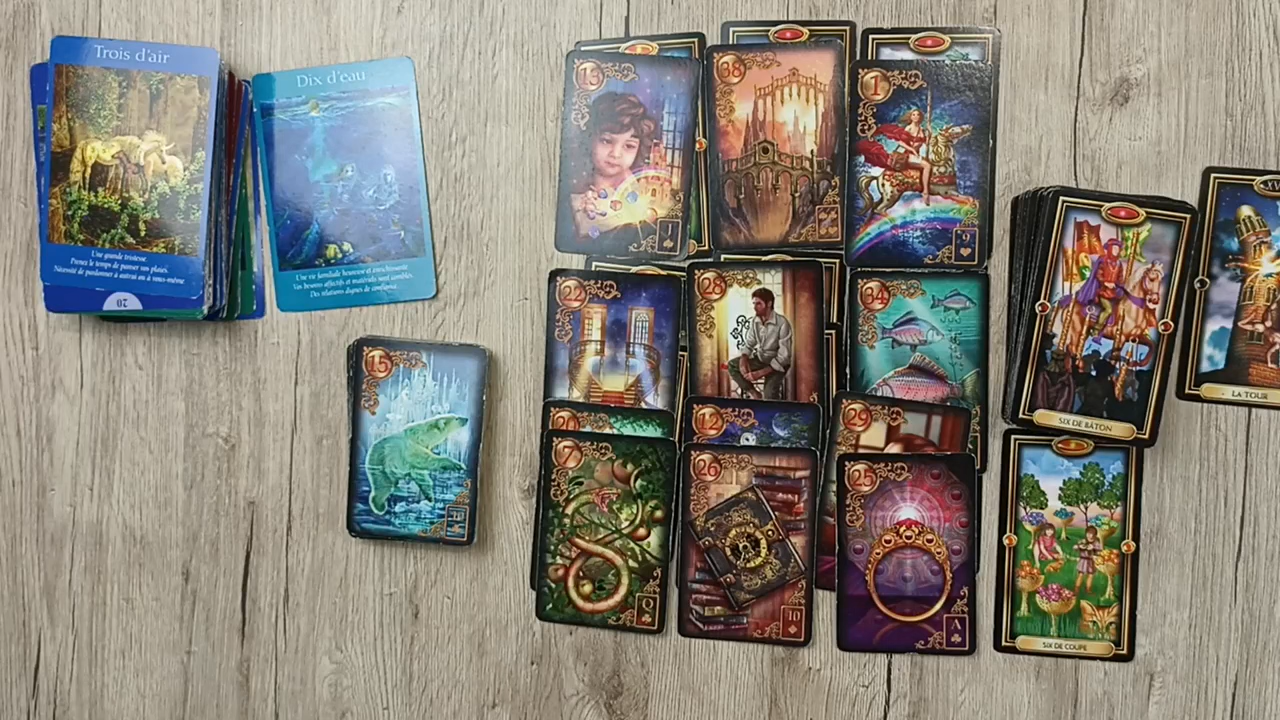 Trois d'air
Une grande tristesse.
Prenez le temps de panser vos plaies.
Nécessité de pardonner à autrui ou à vous-même
20
Dix d'eau
Une vie familiale heureuse et enrichissante
Vos besoins affectifs et matériels sont comblés.
Des relations dignes de confiance
15
13
J
38
1
9
22
28
34
20
12
29
7
Q
26
10
25
A
SIX DE BÂTON
LA TOUR
SIX DE COUPE